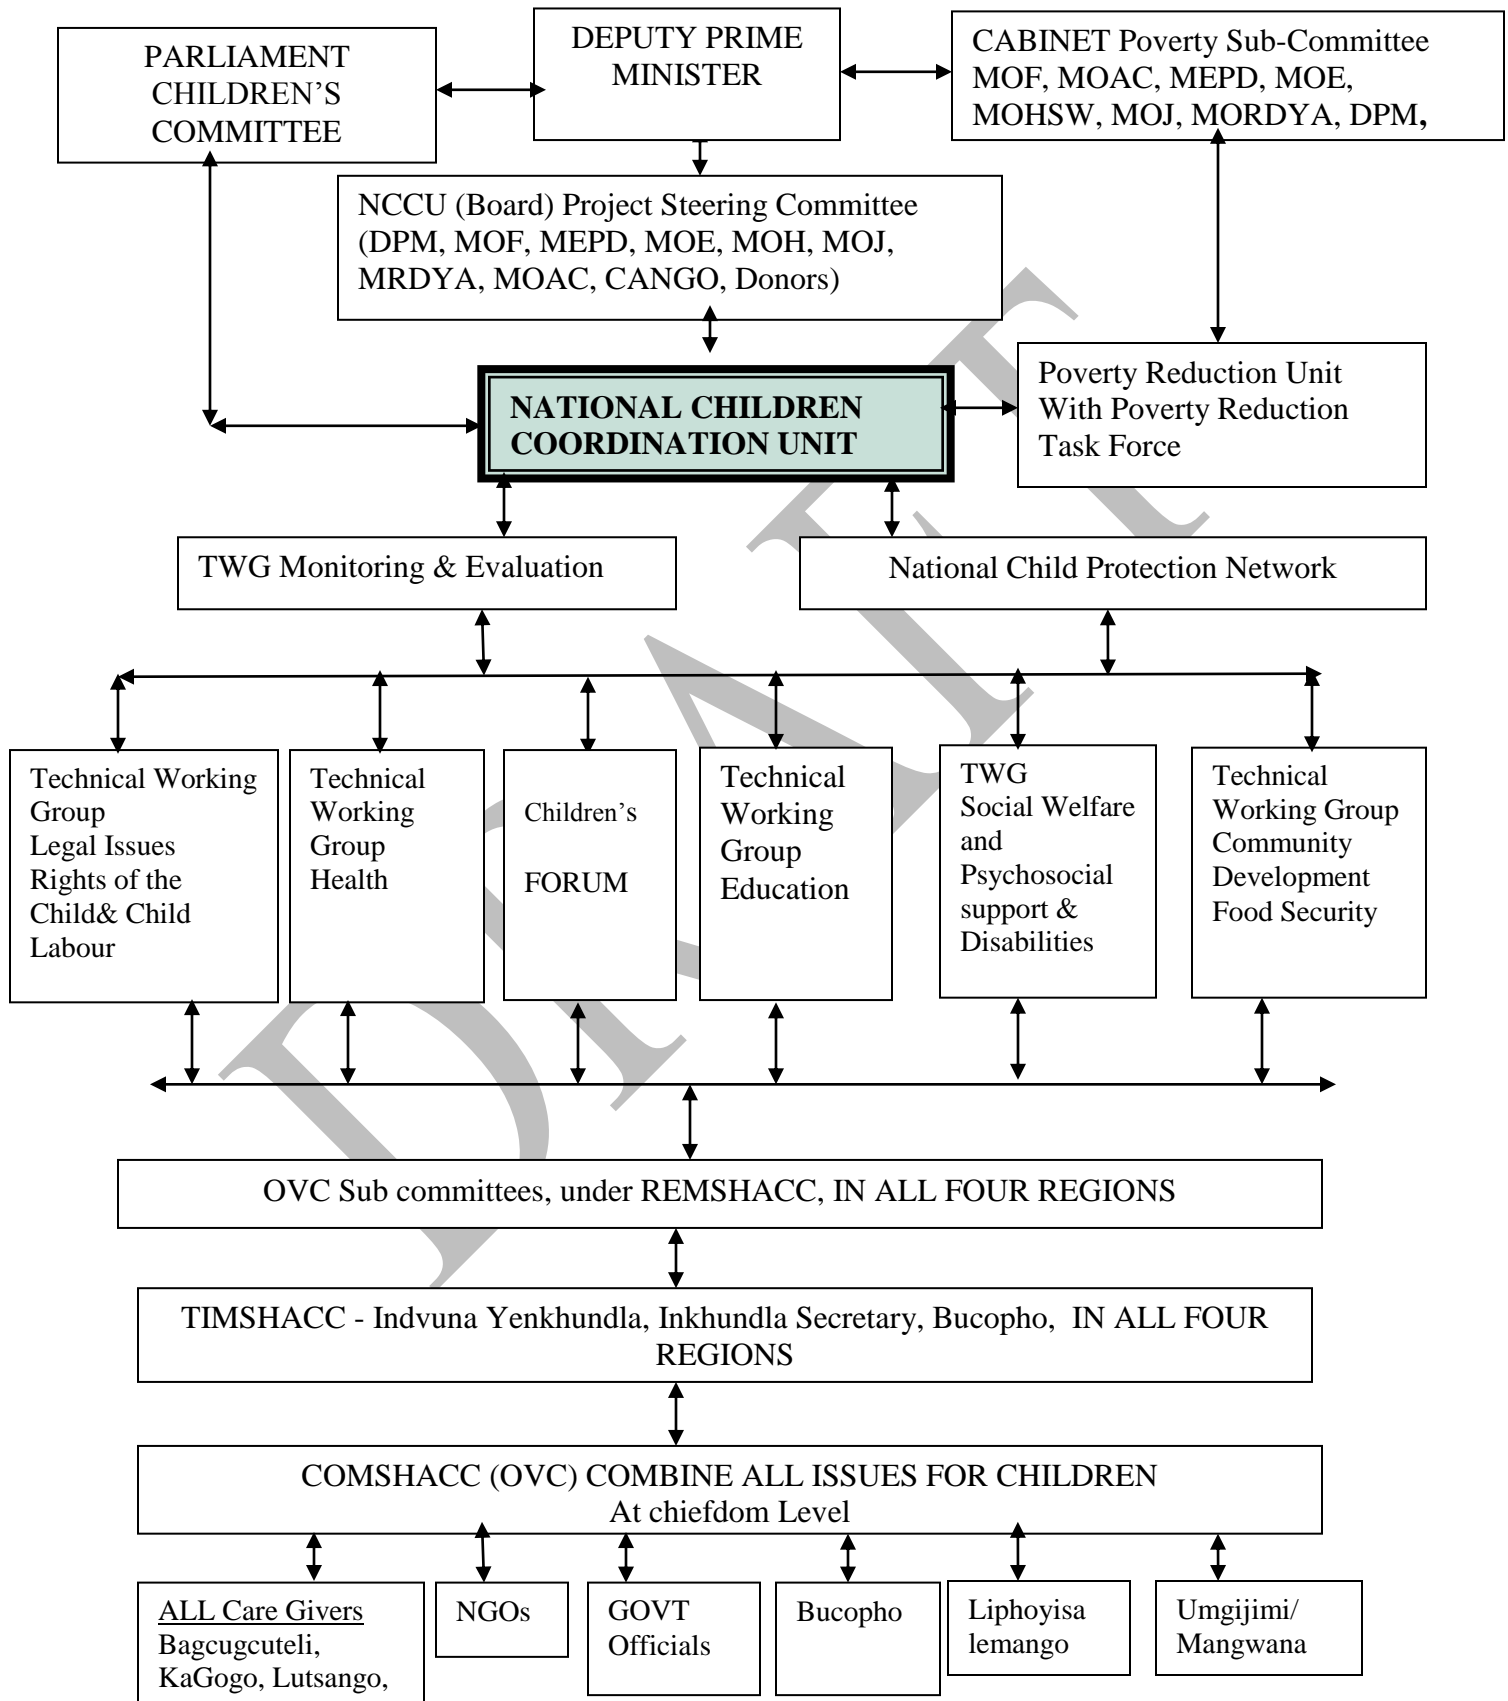 PARLIAMENT
CHILDREN'S
COMMITTEE
DEPUTY PRIME
MINISTER
CABINET Poverty Sub-Committee
MOF, MOAC, MEPD, MOE,
MOHSW, MOJ, MORDYA, DPM,
NCCU (Board) Project Steering Committee
(DPM, MOF, MEPD, MOE, MOH, MOJ,
MRDYA, MOAC, CANGO, Donors)
NATIONAL CHILDREN
COORDINATION UNIT
Poverty Reduction Unit
With Poverty Reduction
Task Force
TWG Monitoring & Evaluation
National Child Protection Network
Technical Working
Group
Legal Issues
Rights of the
Child& Child
Labour
Technical
Working
Group
Health
Children's
FORUM
Technical
Working
Group
Education
TWG
Social Welfare
and
Psychosocial
support &
Disabilities
Technical
Working Group
Community
Development
Food Security
OVC Sub committees, under REMSHACC, IN ALL FOUR REGIONS
TIMSHACC - Indvuna Yenkhundla, Inkhundla Secretary, Bucopho, IN ALL FOUR
REGIONS
COMSHACC (OVC) COMBINE ALL ISSUES FOR CHILDREN
At chiefdom Level
ALL Care Givers
Bagcugcuteli,
KaGogo, Lutsango,
NGOs
GOVT
Officials
Bucopho
Liphoyisa
lemango
Umgijimi/
Mangwana
DRAFT